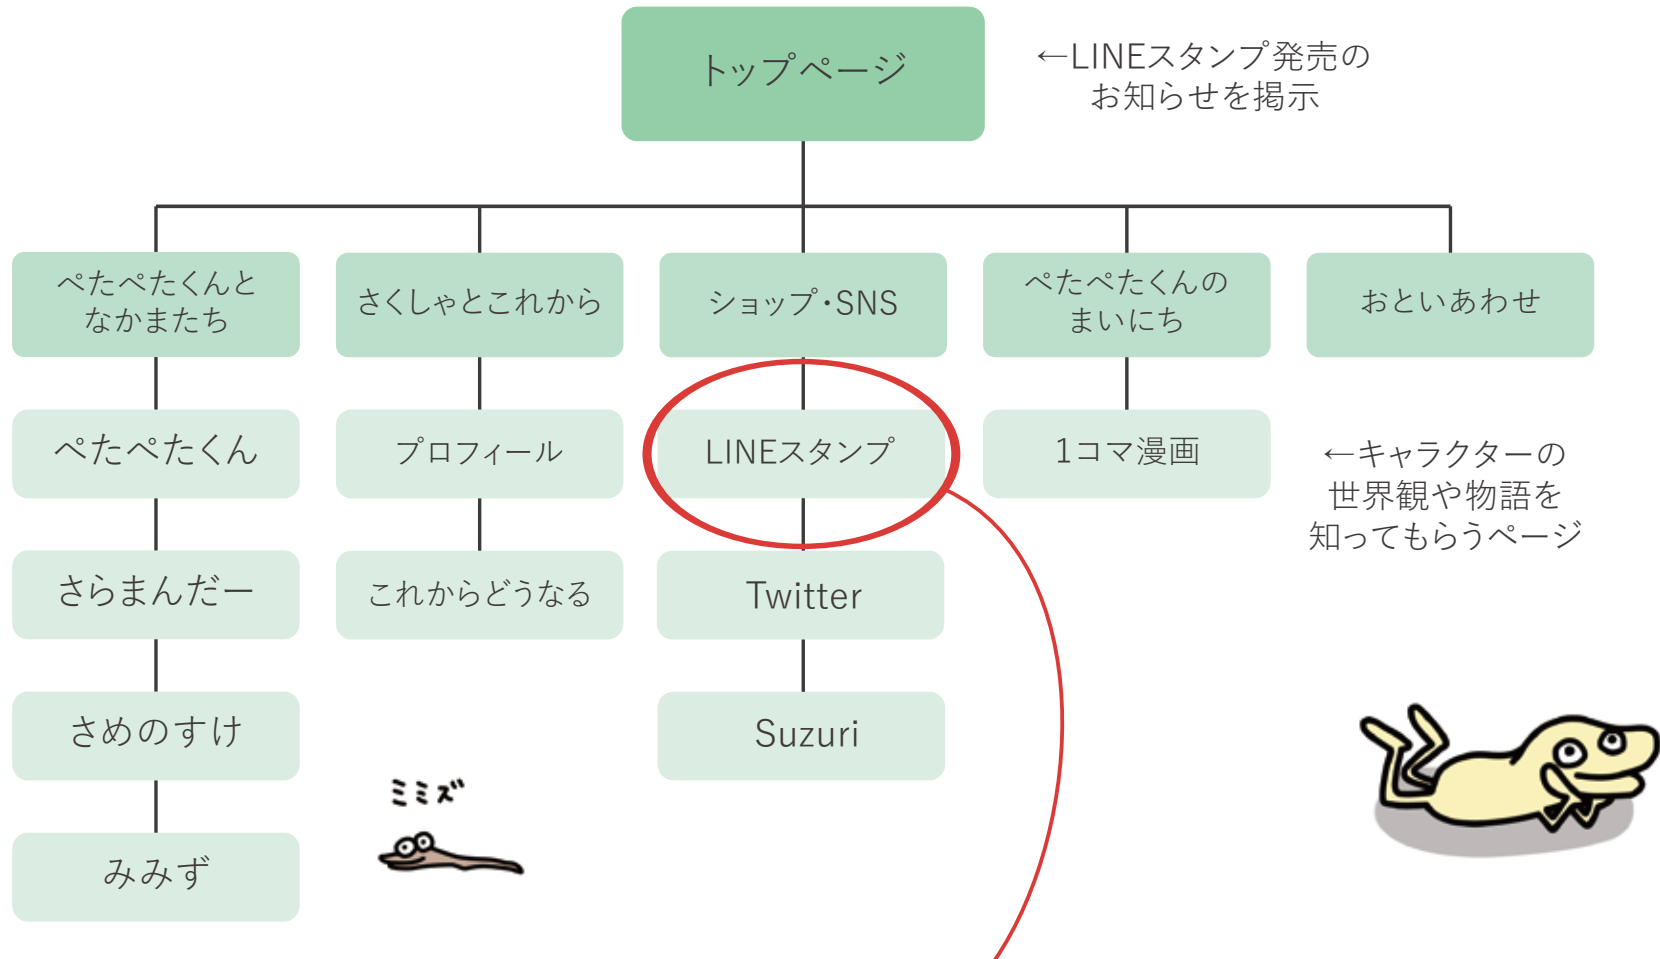 トップページ
←LINEスタンプ発売の
お知らせを掲示
ぺたぺたくんと
なかまたち
さくしゃとこれから
ショップ・SNS
ぺたぺたくんの
まいにち
おといあわせ
ぺたぺたくん
プロフィール
LINEスタンプ
1コマ漫画
←キャラクターの
世界観や物語を
知ってもらうページ
さらまんだー
これからどうなる
Twitter
さめのすけ
Suzuri
ミミズ
みみず